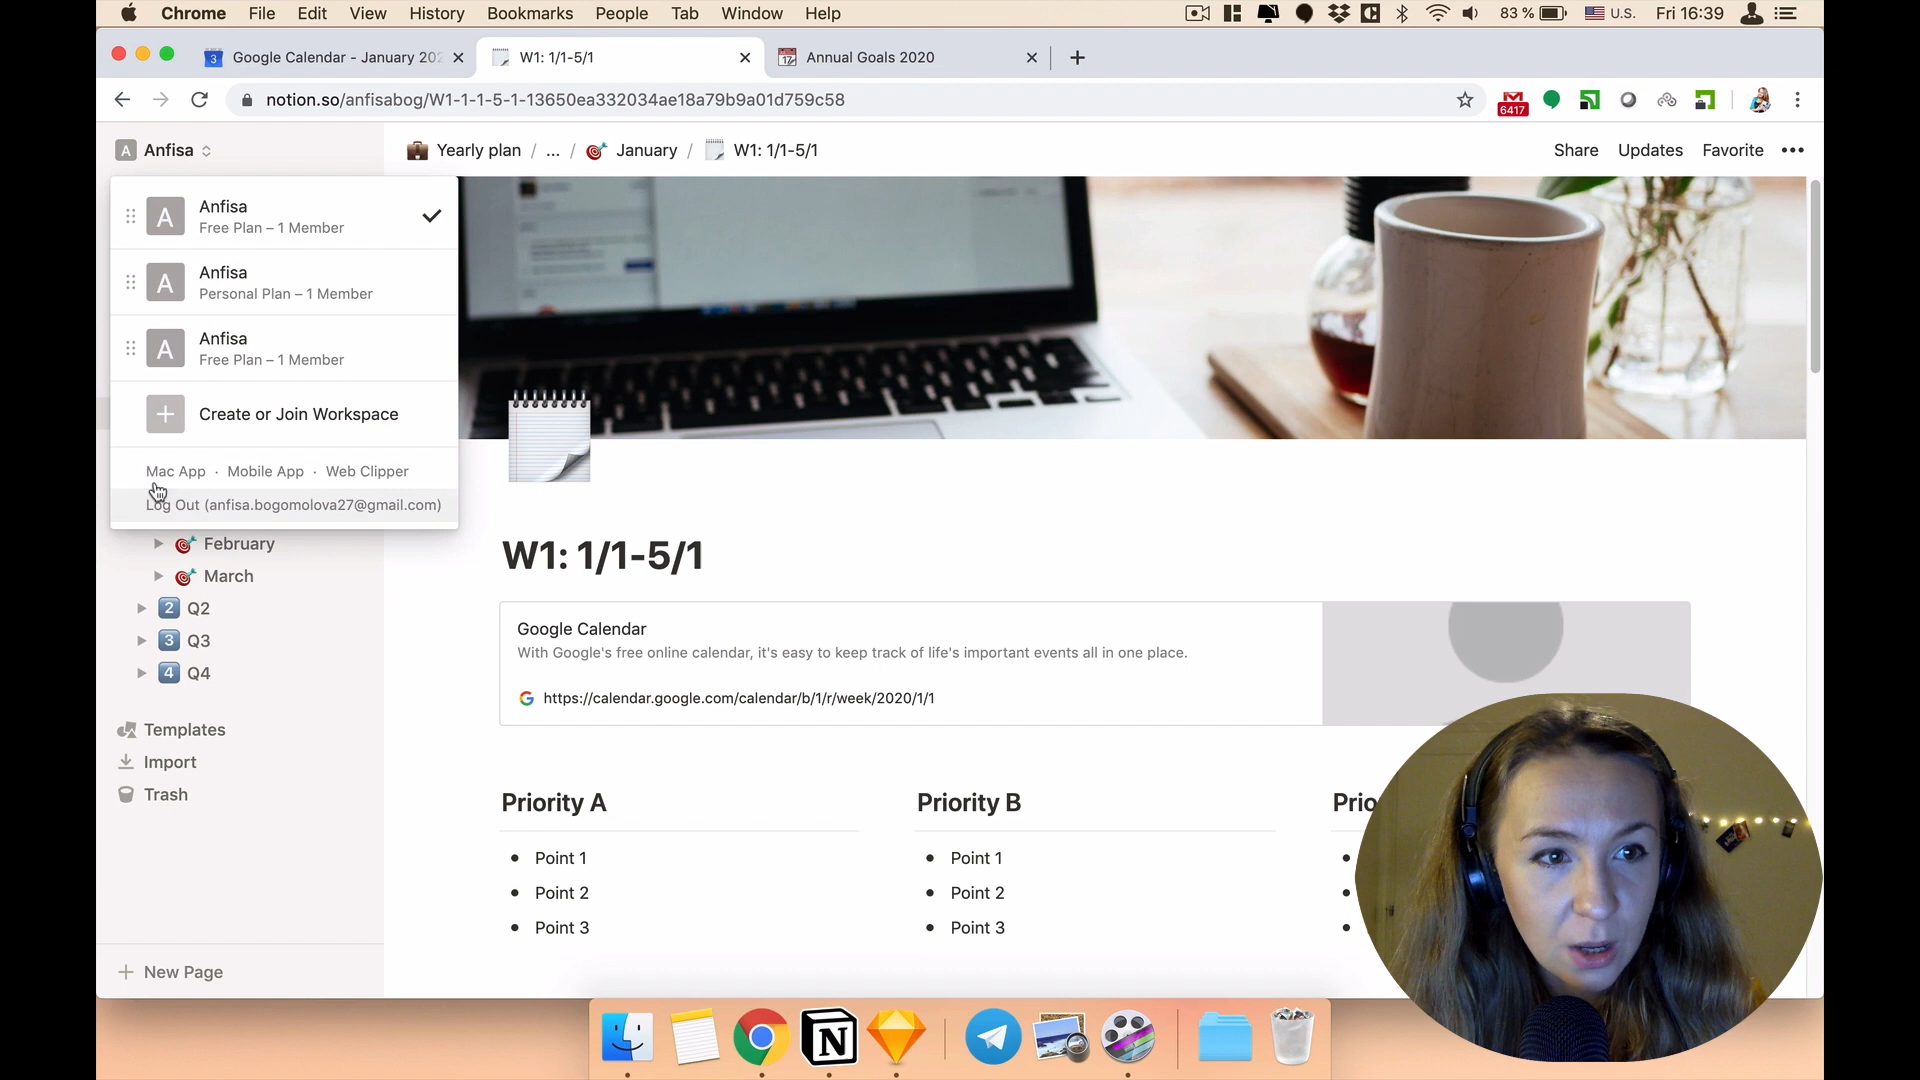 Chrome File Edit View History Bookmarks People Tab Window Help 83 % U.S. Fri 16:39
3 Google Calendar - January 202 W1: 1/1-5/1 17 Annual Goals 2020
notion.so/anfisabog/W1-1-1-5-1-13650ea332034ae18a79b9a01d759c58 6417
A Anfisa
Yearly plan / ... / January / W1: 1/1-5/1 Share Updates Favorite •••
A Anfisa
Free Plan – 1 Member
A Anfisa
Personal Plan – 1 Member
A Anfisa
Free Plan – 1 Member
+ Create or Join Workspace
Mac App · Mobile App · Web Clipper
Log Out (anfisa.bogomolova27@gmail.com)
February
March
2 Q2
3 Q3
4 Q4
Templates
Import
Trash
+ New Page
W1: 1/1-5/1
Google Calendar
With Google's free online calendar, it's easy to keep track of life's important events all in one place.
https://calendar.google.com/calendar/b/1/r/week/2020/1/1
Priority A
• Point 1
• Point 2
• Point 3
Priority B
• Point 1
• Point 2
• Point 3
Prio